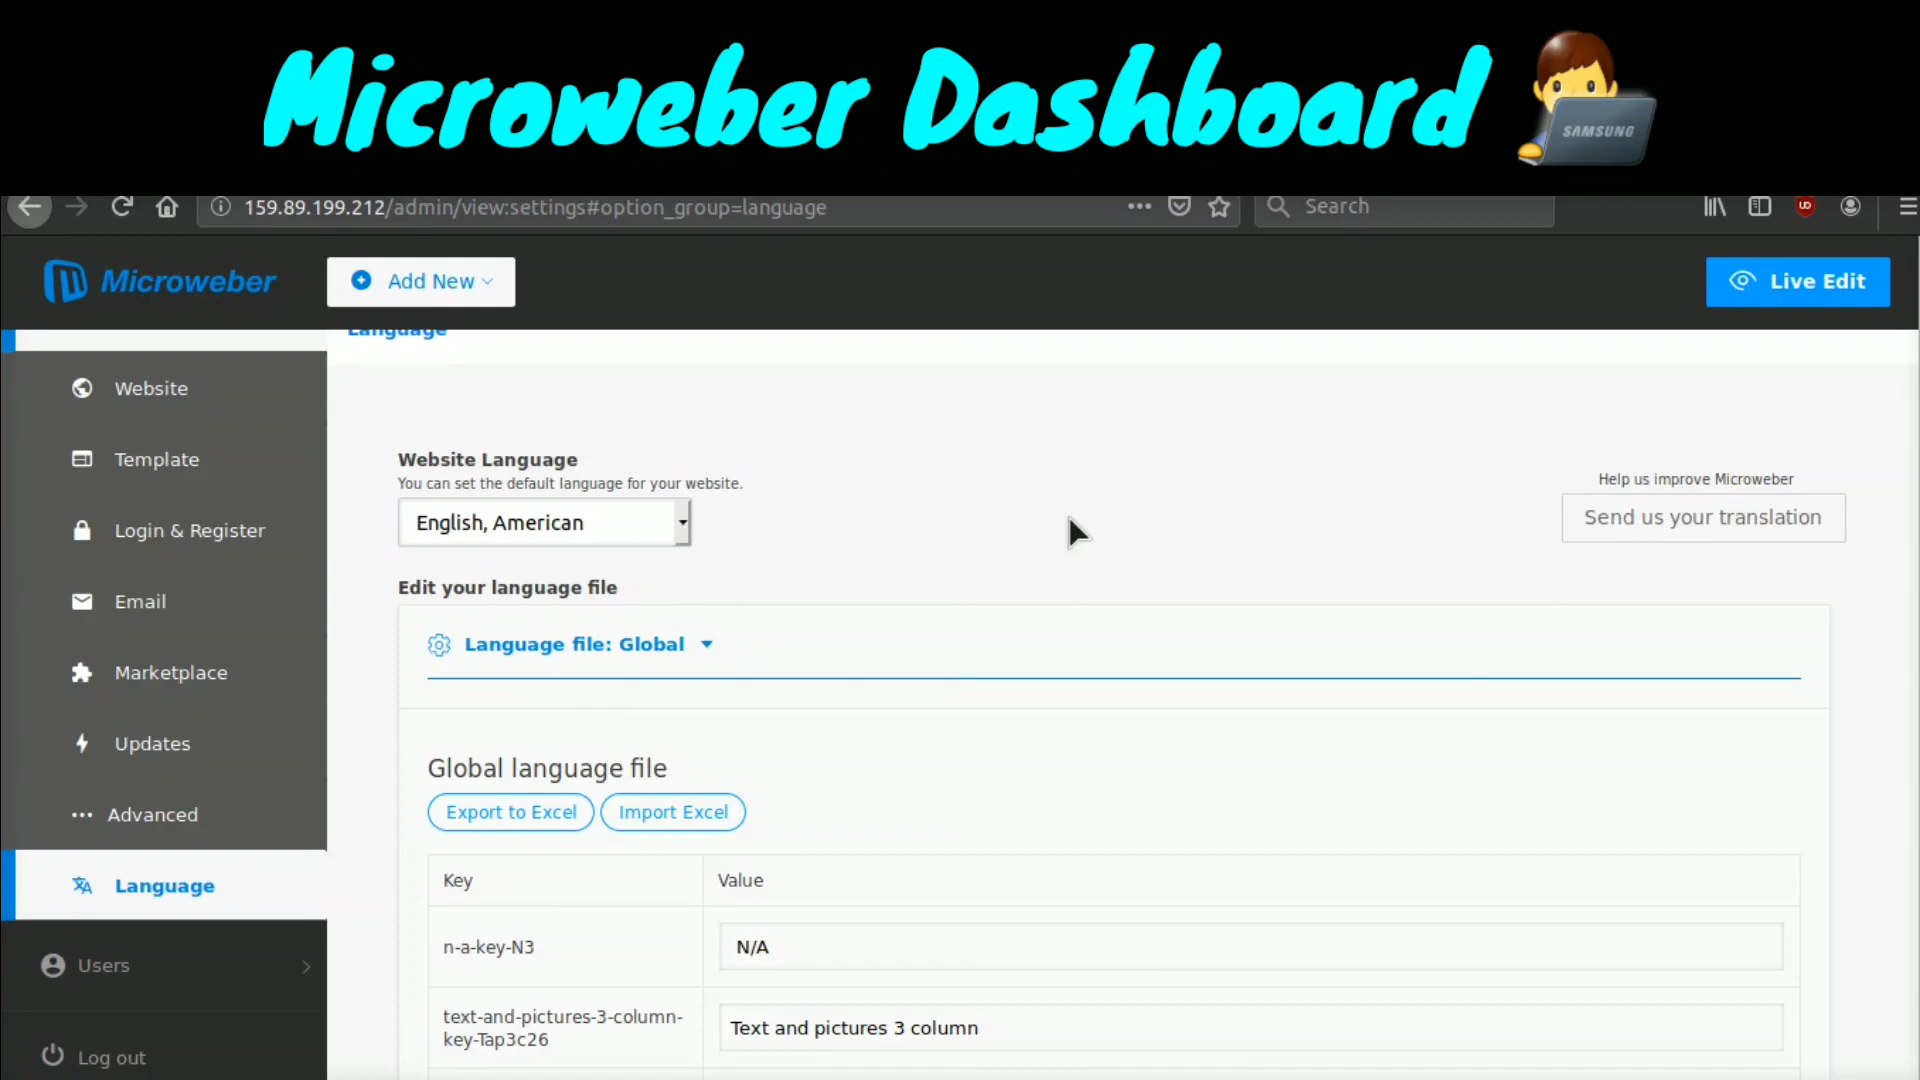 Microweber Dashboard
SAMSUNG
159.89.199.212/admin/view:settings#option_group=language
Search
Microweber
Add New
Live Edit
Language
Website
Template
Login & Register
Email
Marketplace
Updates
Advanced
Language
Users
Log out
Website Language
You can set the default language for your website.
English, American
Help us improve Microweber
Send us your translation
Edit your language file
Language file: Global
Global language file
Export to Excel
Import Excel
Key
Value
n-a-key-N3
N/A
text-and-pictures-3-column-
key-Tap3c26
Text and pictures 3 column